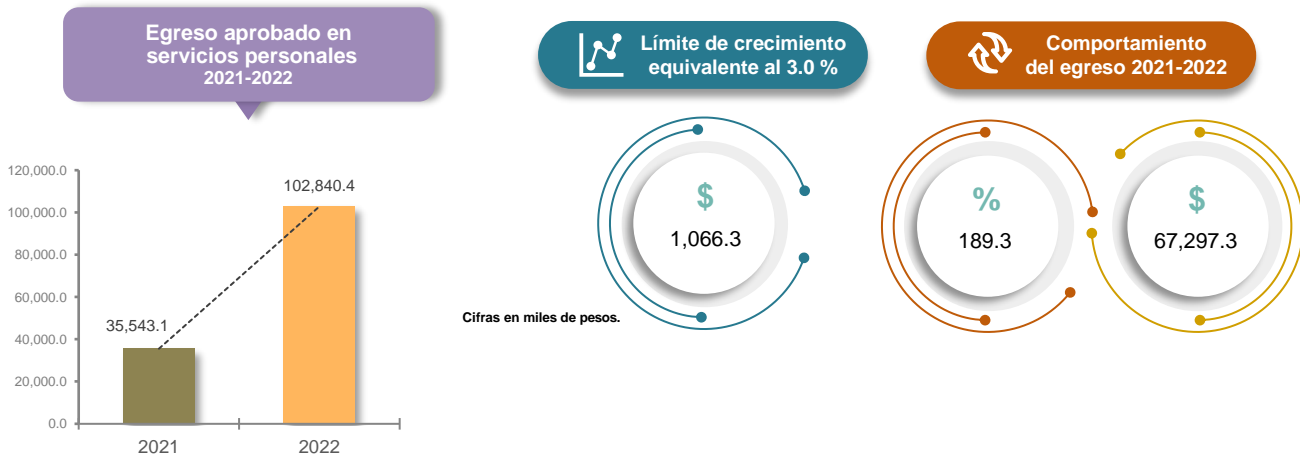 Egreso aprobado en
servicios personales
2021-2022
120,000.0
100,000.0
80,000.0
60,000.0
40,000.0
20,000.0
0.0
35,543.1
102,840.4
2021
2022
Límite de crecimiento
equivalente al 3.0 %
$
1,066.3
Cifras en miles de pesos.
Comportamiento
del egreso 2021-2022
%
189.3
$
67,297.3